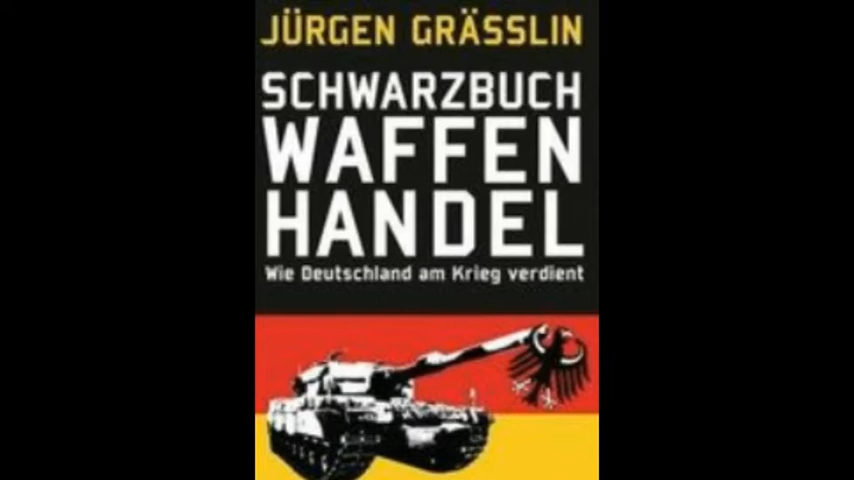 JÜRGEN GRÄSSLIN
SCHWARZBUCH
WAFFEN
HANDEL
Wie Deutschland am Krieg verdient